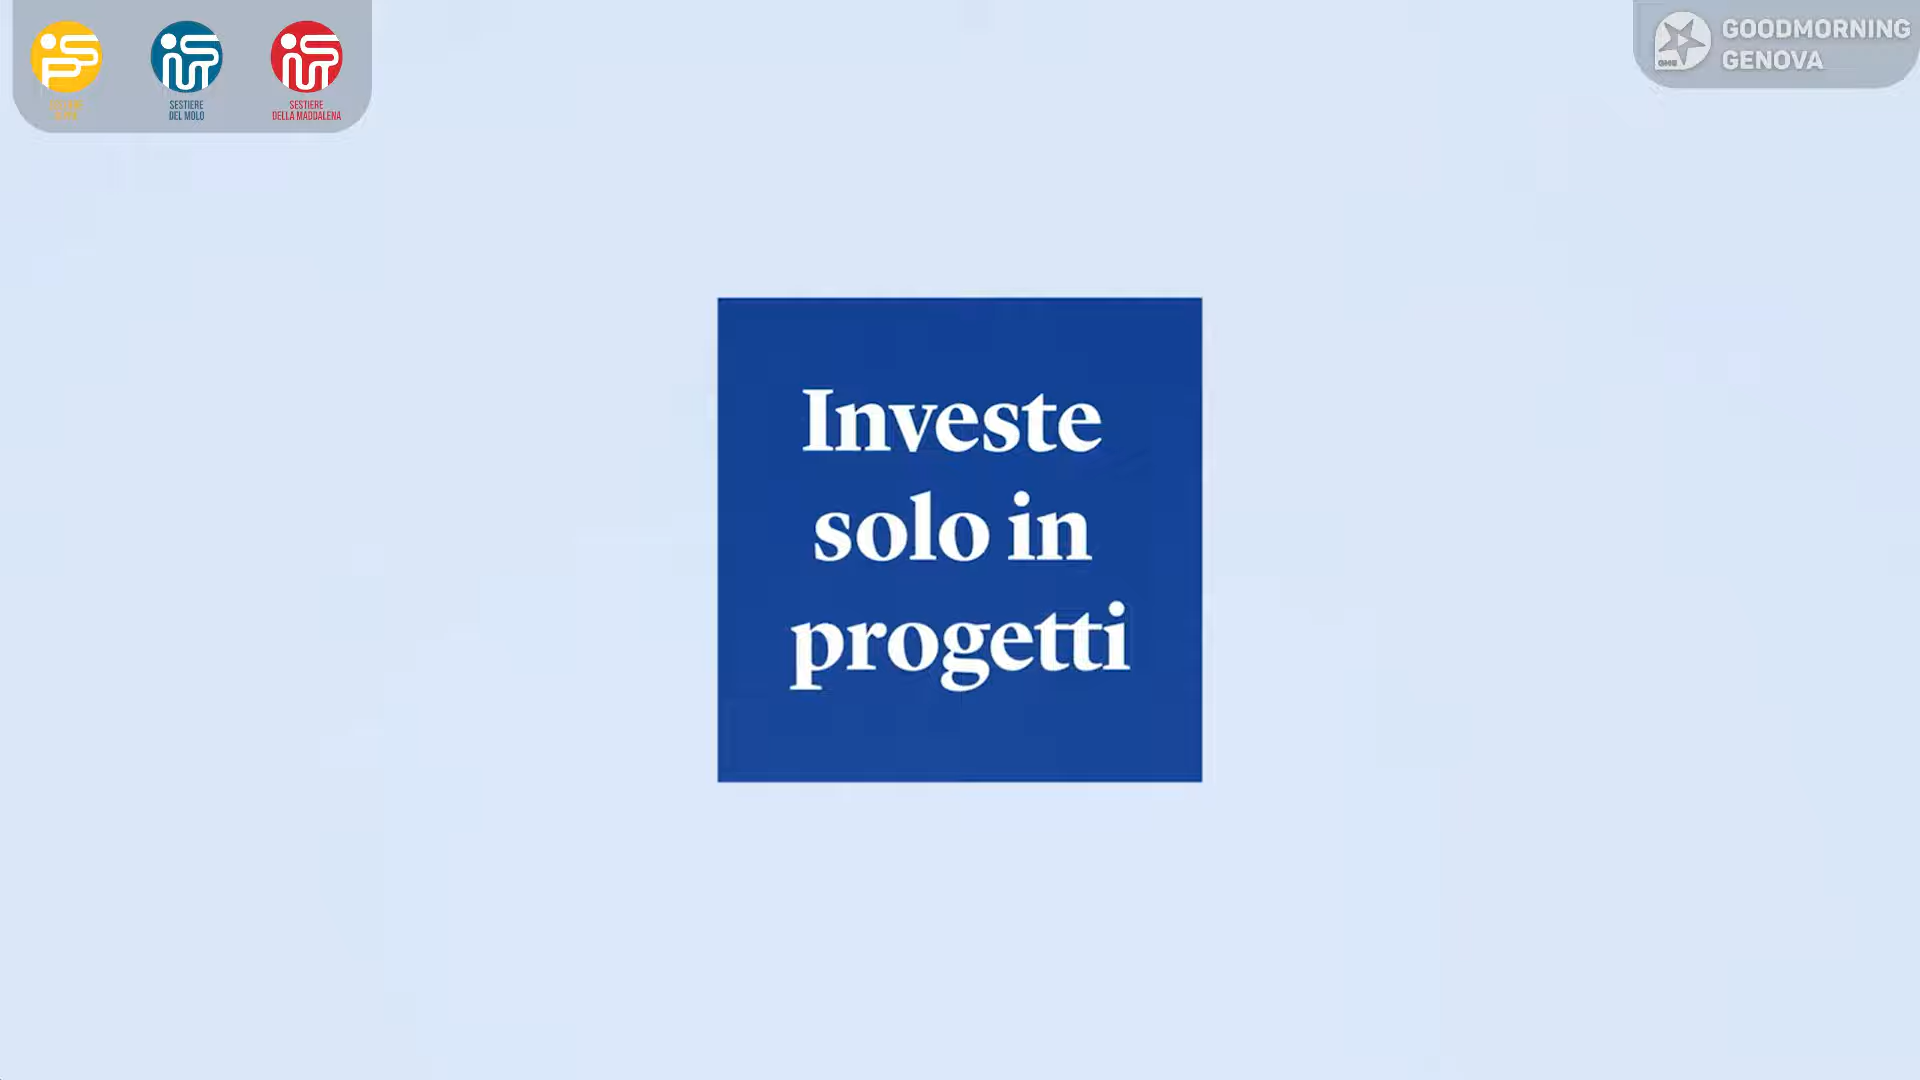 SESTIERE
DEL MOLO
SESTIERE
DELLA MADDALENA
GOODMORNING
GENOVA
Investe
solo in
progetti